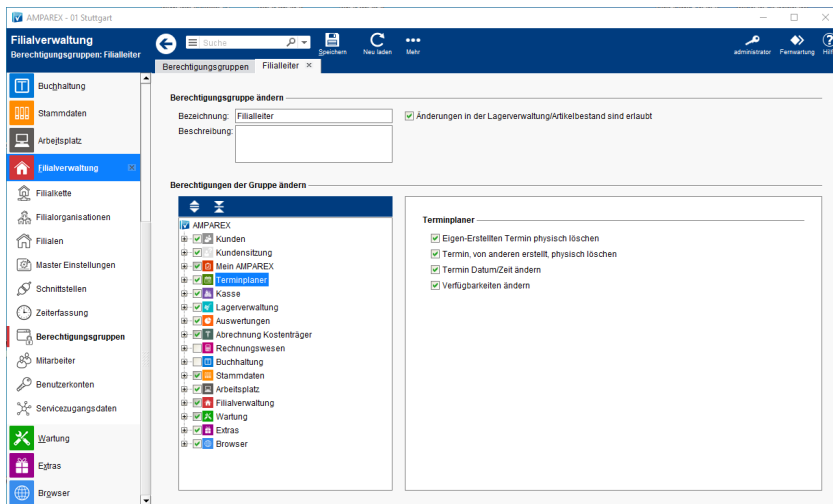 AMPAREX - 01 Stuttgart
Filialverwaltung
Berechtigungsgruppen: Filialleiter
Suche
Speichern
Neu laden
Mehr
administrator
Fernwartung
Hilf
Berechtigungsgruppen
Filialleiter
Buchhaltung
Stammdaten
Arbeitsplatz
Filialverwaltung
Filialkette
Filialorganisationen
Filialen
Master Einstellungen
Schnittstellen
Zeiterfassung
Berechtigungsgruppen
Mitarbeiter
Benutzerkonten
Servicezugangsdaten
Wartung
Extras
Browser
Berechtigungsgruppe ändern
Bezeichnung: Filialleiter
Änderungen in der Lagerverwaltung/Artikelbestand sind erlaubt
Beschreibung:
Berechtigungen der Gruppe ändern
AMPAREX
Kunden
Kundensitzung
Mein AMPAREX
Terminplaner
Kasse
Lagerverwaltung
Auswertungen
Abrechnung Kostenträger
Rechnungswesen
Buchhaltung
Stammdaten
Arbeitsplatz
Filialverwaltung
Wartung
Extras
Browser
Terminplaner
Eigen-Erstellten Termin physisch löschen
Termin, von anderen erstellt, physisch löschen
Termin Datum/Zeit ändern
Verfügbarkeiten ändern